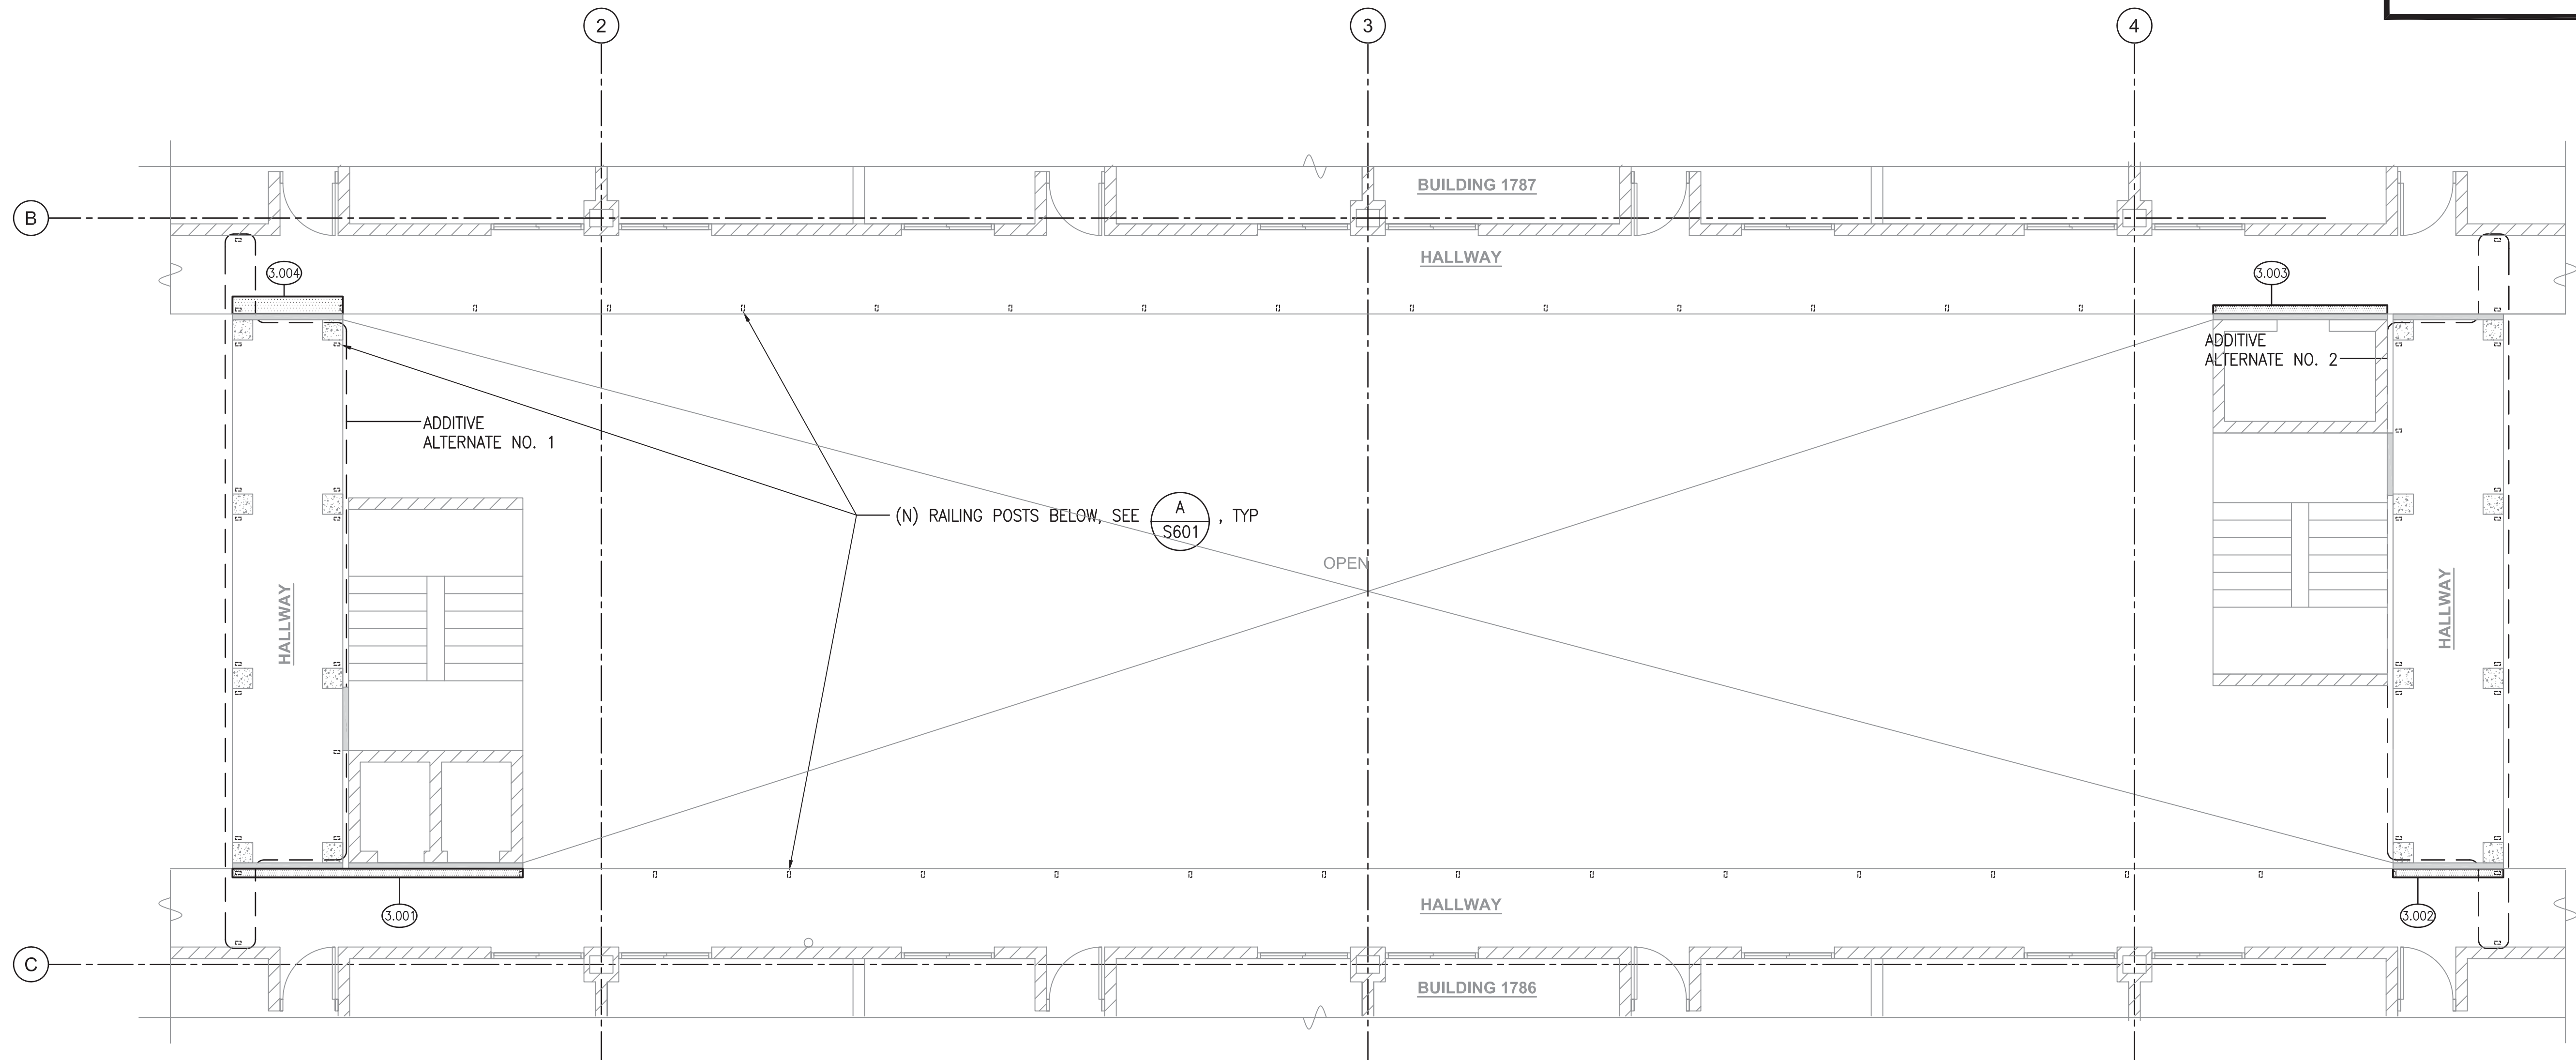 2
3
4
B
BUILDING 1787
HALLWAY
3.004
3.003
ADDITIVE
ALTERNATE NO. 2
ADDITIVE
ALTERNATE NO. 1
(N) RAILING POSTS BELOW, SEE A S601 , TYP
OPEN
HALLWAY
HALLWAY
HALLWAY
3.001
3.002
C
BUILDING 1786